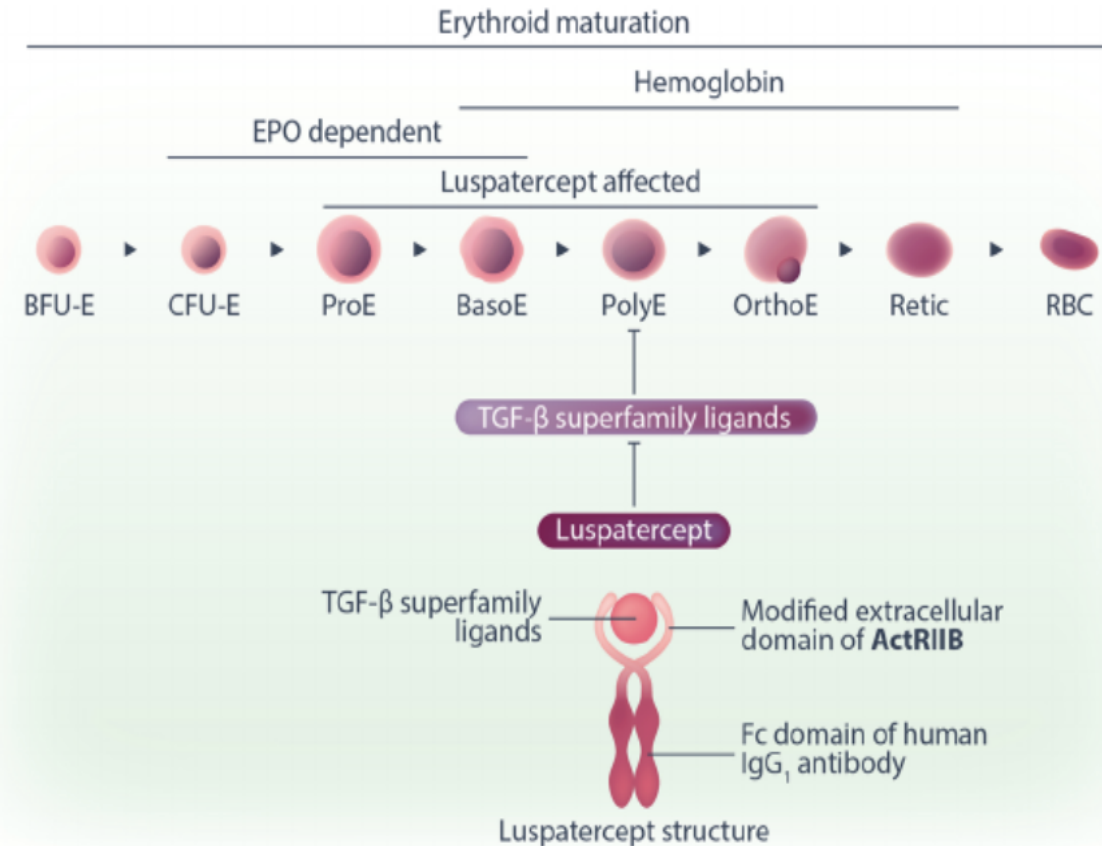 Erythroid maturation
Hemoglobin
EPO dependent
Luspatercept affected
BFU-E
CFU-E
ProE
BasoE
PolyE
OrthoE
Retic
RBC
TGF-β superfamily ligands
Luspatercept
TGF-β superfamily
ligands
Modified extracellular
domain of ActRIIB
Fc domain of human
IgG₁ antibody
Luspatercept structure